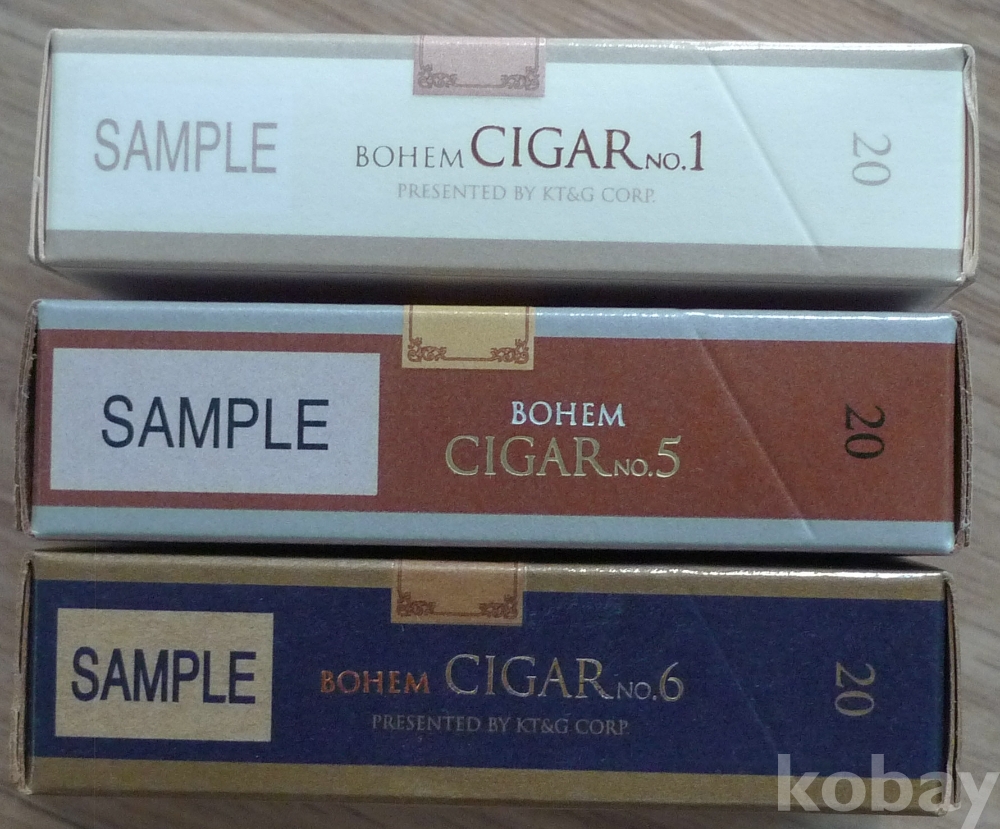 SAMPLE
BOHEM CIGAR NO.1
PRESENTED BY KT&G CORP.
20
SAMPLE
BOHEM
CIGAR NO.5
20
SAMPLE
BOHEM CIGAR NO.6
PRESENTED BY KT&G CORP.
20
kobay